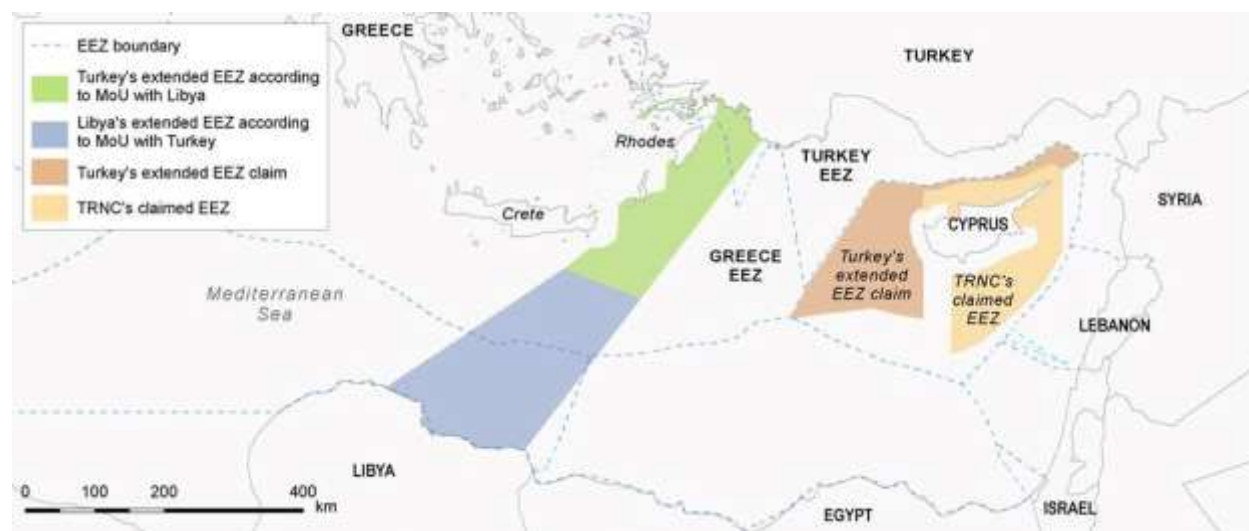 EEZ boundary
Turkey's extended EEZ according
to MoU with Libya
Libya's extended EEZ according
to MoU with Turkey
Turkey's extended EEZ claim
TRNC's claimed EEZ
GREECE
TURKEY
Rhodes
TURKEY
EEZ
SYRIA
Crete
CYPRUS
GREECE
EEZ
Turkey's
extended
EEZ claim
TRNC's
claimed
EEZ
Mediterranean
Sea
LEBANON
LIBYA
0 100 200 400
km
EGYPT
ISRAEL